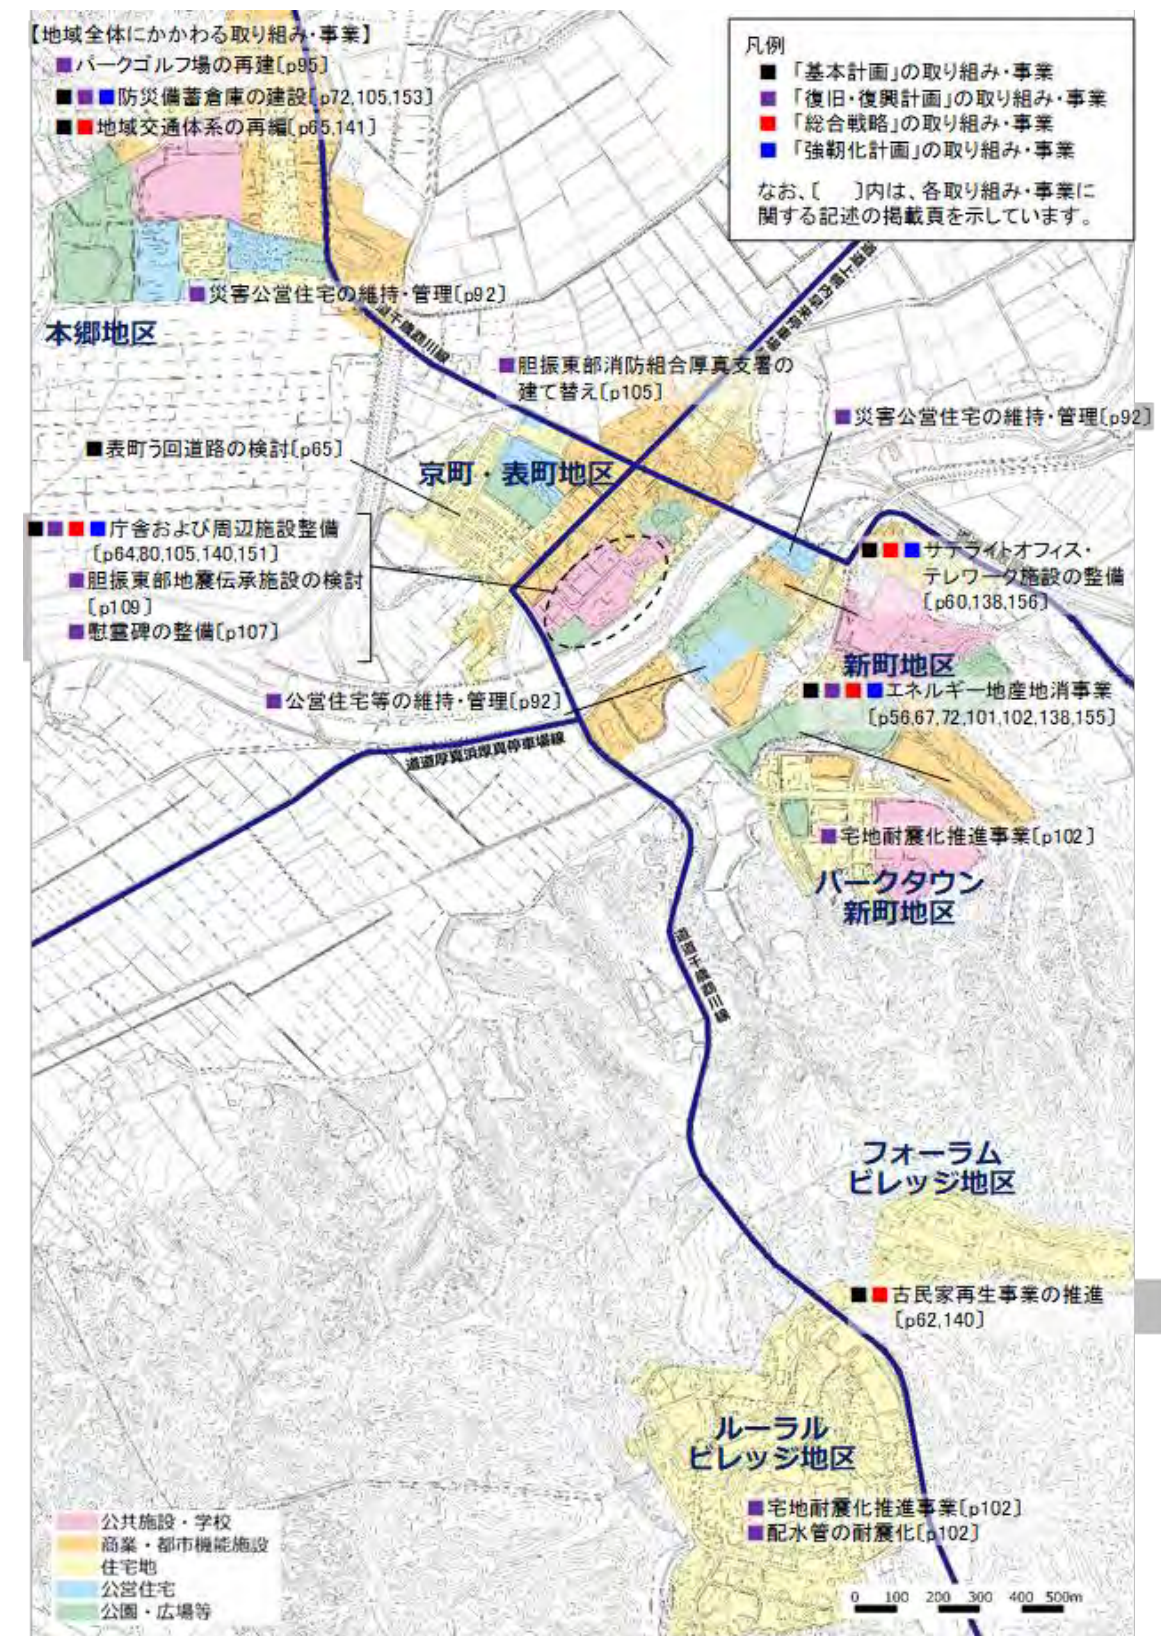 【地域全体にかかわる取り組み・事業】
■パークゴルフ場の再建〔p95〕
■■■防災備蓄倉庫の建設〔p72,105,153〕
■■地域交通体系の再編〔p65,141〕
凡例
■「基本計画」の取り組み・事業
■「復旧・復興計画」の取り組み・事業
■「総合戦略」の取り組み・事業
■「強靭化計画」の取り組み・事業
なお、〔　〕内は、各取り組み・事業に
関する記述の掲載頁を示しています。
■災害公営住宅の維持・管理〔p92〕
本郷地区
道千歳鵡川線
■胆振東部消防組合厚真支署の
建て替え〔p105〕
■災害公営住宅の維持・管理〔p92〕
■表町う回道路の検討〔p65〕
京町・表町地区
■■■■庁舎および周辺施設整備
〔p64,80,105,140,151〕
■胆振東部地震伝承施設の検討
〔p109〕
■慰霊碑の整備〔p107〕
■■■サテライトオフィス・
テレワーク施設の整備
〔p60,138,156〕
新町地区
■■■■エネルギー地産地消事業
〔p56,67,72,101,102,138,155〕
■公営住宅等の維持・管理〔p92〕
道道厚真浜厚真停車場線
■宅地耐震化推進事業〔p102〕
パークタウン
新町地区
道道千歳鵡川線
フォーラム
ビレッジ地区
■■古民家再生事業の推進
〔p62,140〕
ルーラル
ビレッジ地区
■宅地耐震化推進事業〔p102〕
■配水管の耐震化〔p102〕
公共施設・学校
商業・都市機能施設
住宅地
公営住宅
公園・広場等
0 100 200 300 400 500m